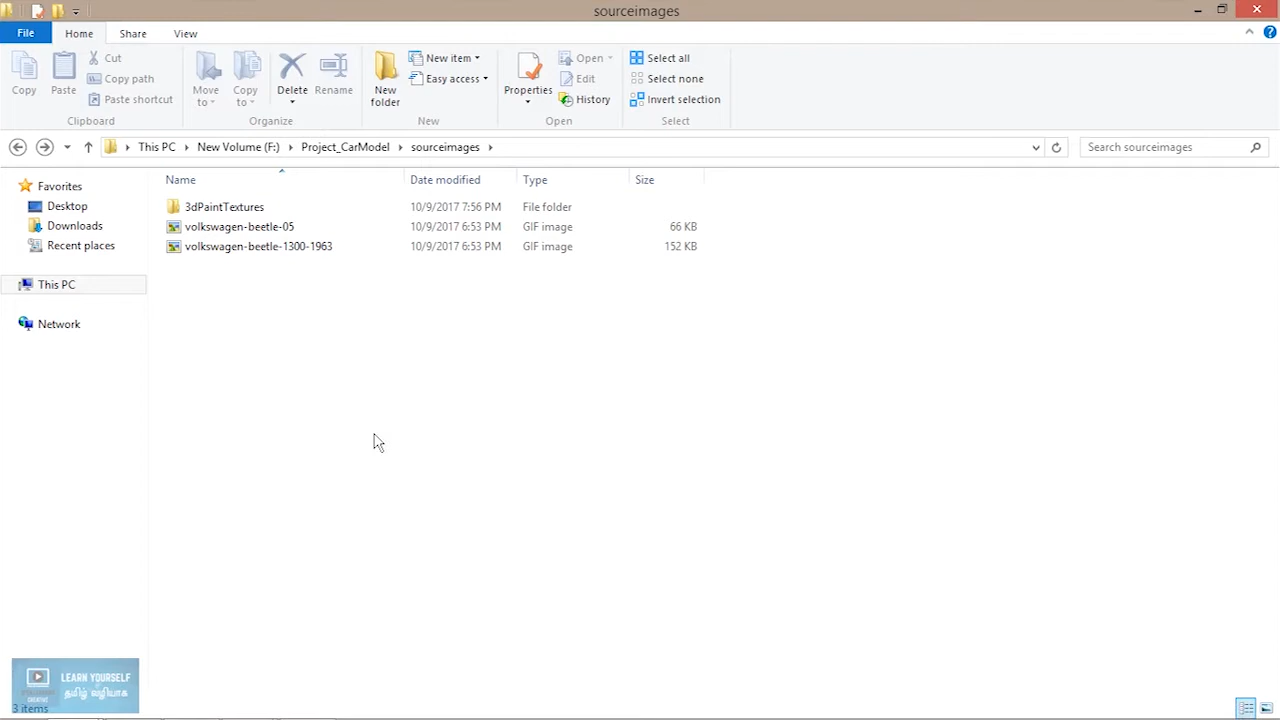 sourceimages
File
Home
Share
View
Copy
Paste
Cut
Copy path
Paste shortcut
Clipboard
Move to
Copy to
Delete
Rename
Organize
New folder
New item
Easy access
New
Properties
Open
Edit
History
Open
Select all
Select none
Invert selection
Select
This PC
New Volume (F:)
Project_CarModel
sourceimages
Search sourceimages
Favorites
Desktop
Downloads
Recent places
This PC
Network
Name Date modified Type Size
3dPaintTextures 10/9/2017 7:56 PM File folder
volkswagen-beetle-05 10/9/2017 6:53 PM GIF image 66 KB
volkswagen-beetle-1300-1963 10/9/2017 6:53 PM GIF image 152 KB
LEARN YOURSELF
தமிழ் வழியாக
CREATIVE
3 items